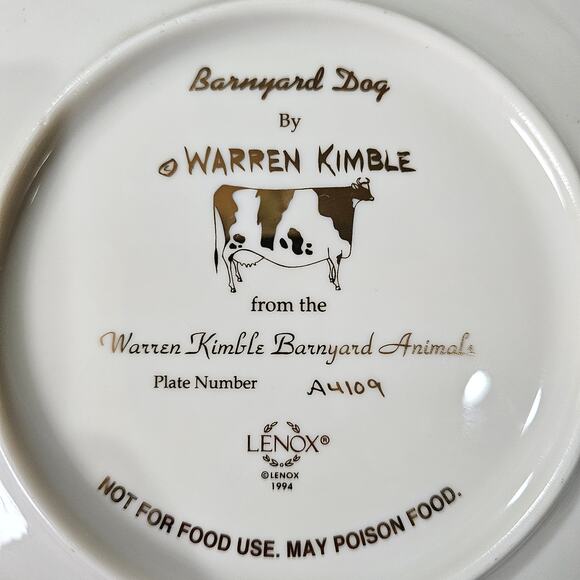 Barnyard Dog
By
© WARREN KIMBLE
from the
Warren Kimble Barnyard Animals
Plate Number A4109
LENOX®
© LENOX
1994
NOT FOR FOOD USE. MAY POISON FOOD.